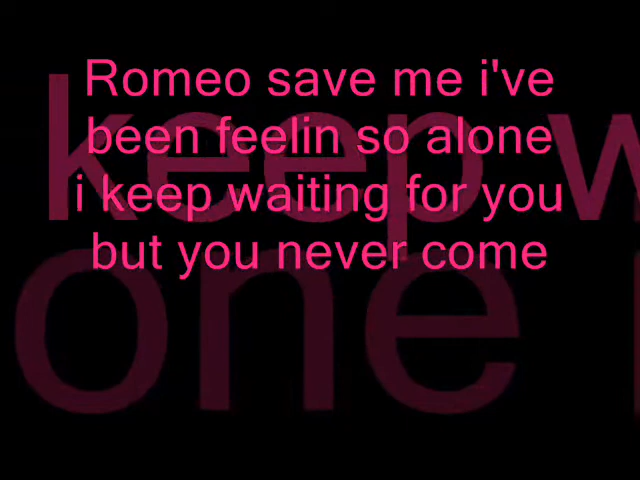 Romeo save me i've
been feelin so alone
i keep waiting for you
but you never come
keep w
one